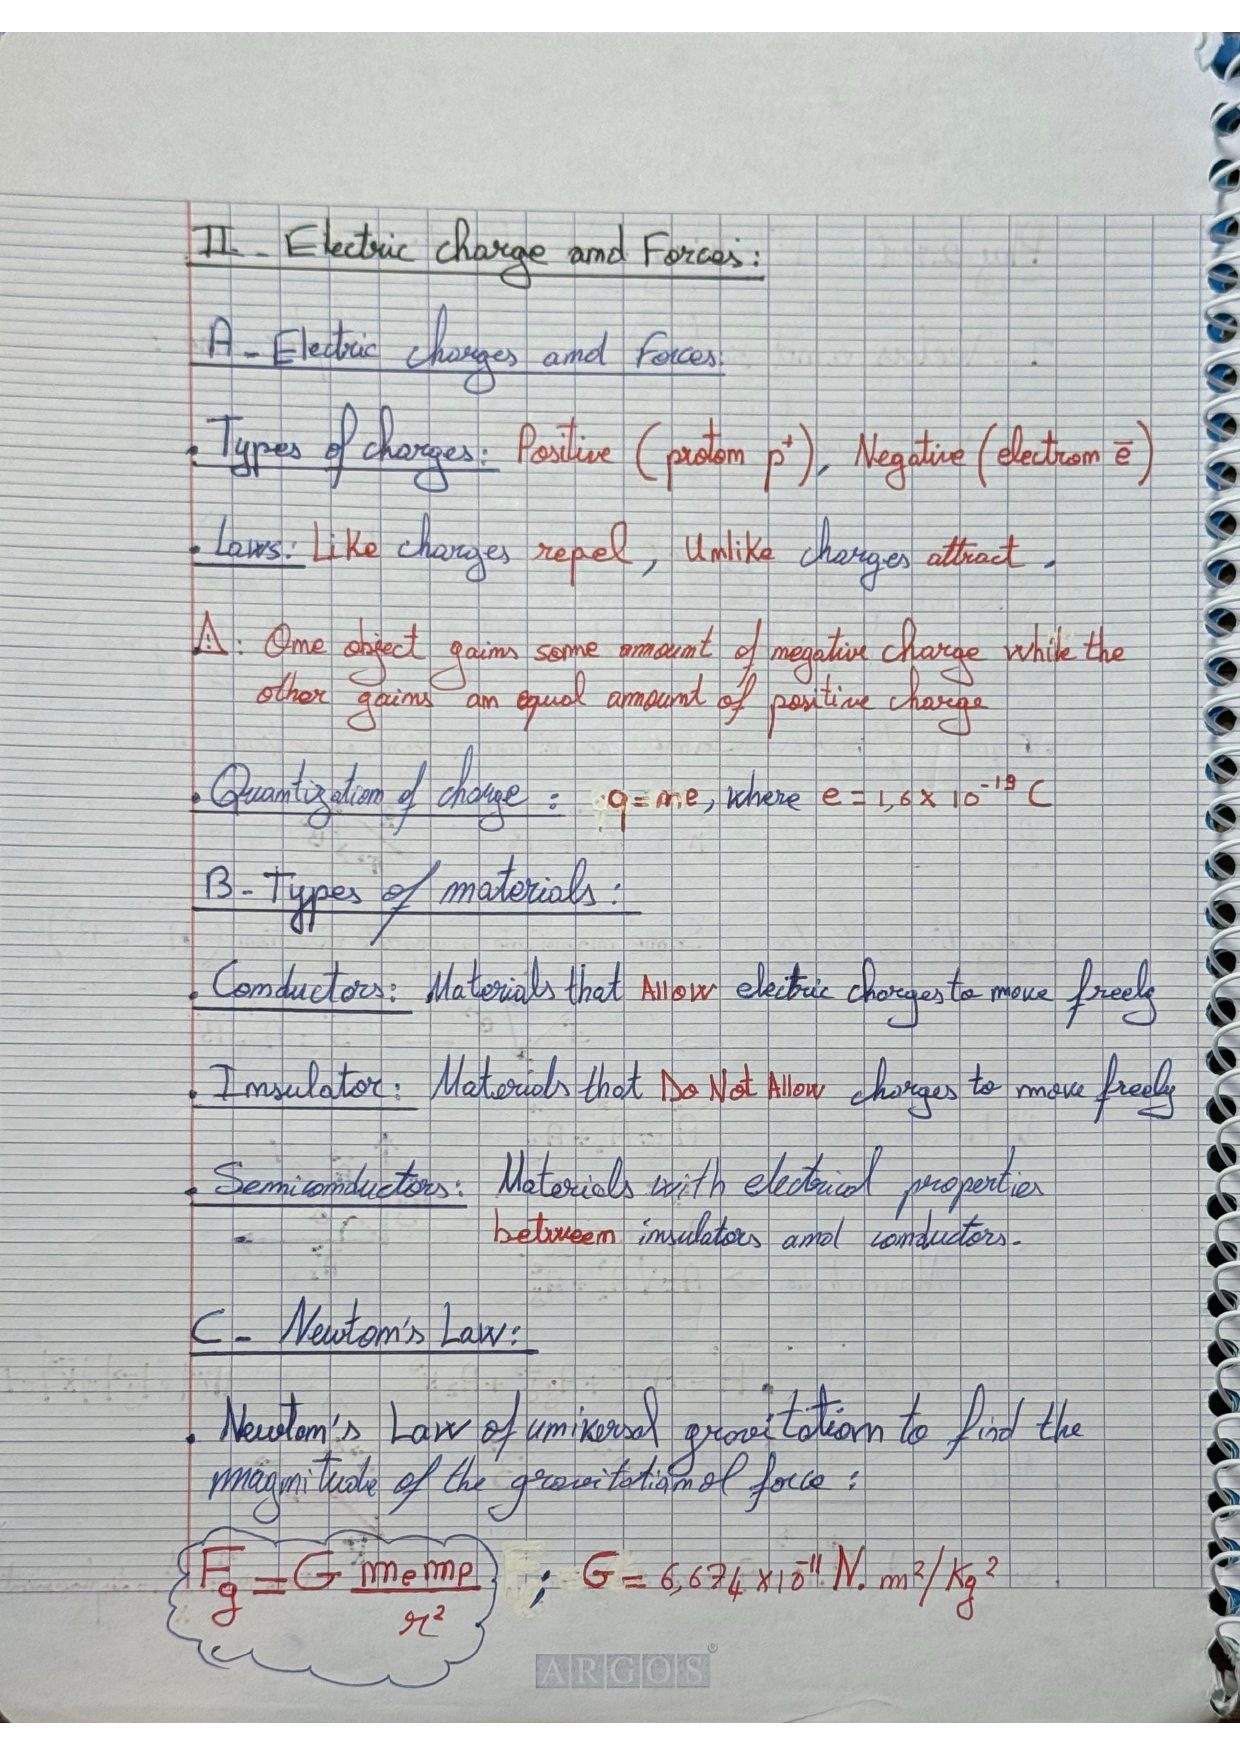 II - Electric charge and Forces:
A - Electric charges and Forces:
. Types of charges: Positive (proton p⁺), Negative (electron e⁻)
. Laws: Like charges repel, Unlike charges attract.
⚠: One object gains some amount of negative charge while the
other gains an equal amount of positive charge
. Quantization of charge: q = ne, where e = 1,6 x 10⁻¹⁹ C
B - Types of materials:
. Conductors: Materials that Allow electric charges to move freely
. Insulator: Materials that Do Not Allow charges to move freely
. Semiconductors: Materials with electrical properties
between insulators and conductors.
C - Newton's Law:
. Newton's Law of universal gravitation to find the
magnitude of the gravitational force:
Fg = G mₑmₚ / r² ; G = 6,674 x 10⁻¹¹ N. m²/Kg²
ARGOS®